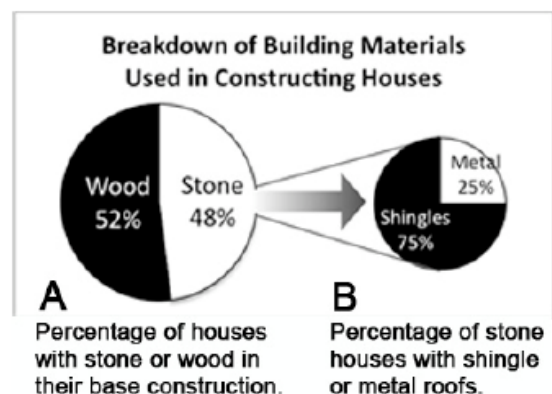 Breakdown of Building Materials
Used in Constructing Houses
Wood
52%
Stone
48%
Metal
25%
Shingles
75%
A
Percentage of houses
with stone or wood in
their base construction.
B
Percentage of stone
houses with shingle
or metal roofs.